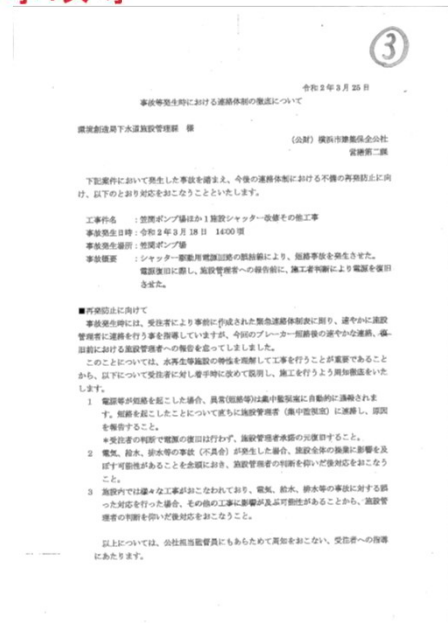 ③
令和2年3月25日
事故等発生時における連絡体制の徹底について
環境創造局下水道施設管理課 様
(公財)横浜市建築保全公社
営繕第二課
下記案件において発生した事故を踏まえ、今後の連絡体制における不備の再発防止に向
け、以下のとおり対応をおこなうことといたします。
工事件名 :笠間ポンプ場ほか1施設シャッター改修その他工事
事故発生日時:令和2年3月18日 14:00頃
事故発生場所:笠間ポンプ場
事故概要 :シャッター駆動用電源回路の誤結線により、短絡事故を発生させた。
電源復旧に際し、施設管理者への報告前に、施工者判断により電源を復旧
させた。
■再発防止に向けて
事故発生時には、受注者により事前に作成された緊急連絡体制表に則り、速やかに施設
管理者に連絡を行う事を指導していますが、今回のブレーカー短絡後の速やかな連絡、復
旧前における施設管理者への報告を怠ってしまいました。
このことについては、水再生等施設の特性を理解して工事を行うことが重要であること
から、以下について受注者に対し着手時に改めて説明し、施工を行うよう周知徹底をいた
します。
1 電源等が短絡を起こした場合、異常(短絡等)は集中監視室に自動的に通報されま
す。短絡を起こしたことについて直ちに施設管理者(集中監視室)に連絡し、原因
を報告すること。
*受注者の判断で電源の復旧は行わず、施設管理者承諾の元復旧すること。
2 電気、給水、排水等の事故(不具合)が発生した場合、施設全体の操業に影響を及
ぼす可能性があることを念頭におき、施設管理者の判断を仰いだ後対応をおこなう
こと。
3 施設内では様々な工事がおこなわれており、電気、給水、排水等の事故に対する誤
った対応を行った場合、その他の工事に影響が及ぶ可能性があることから、施設管
理者の判断を仰いだ後対応をおこなうこと。
以上については、公社担当監督員にもあらためて周知をおこない、受注者への指導
にあたります。